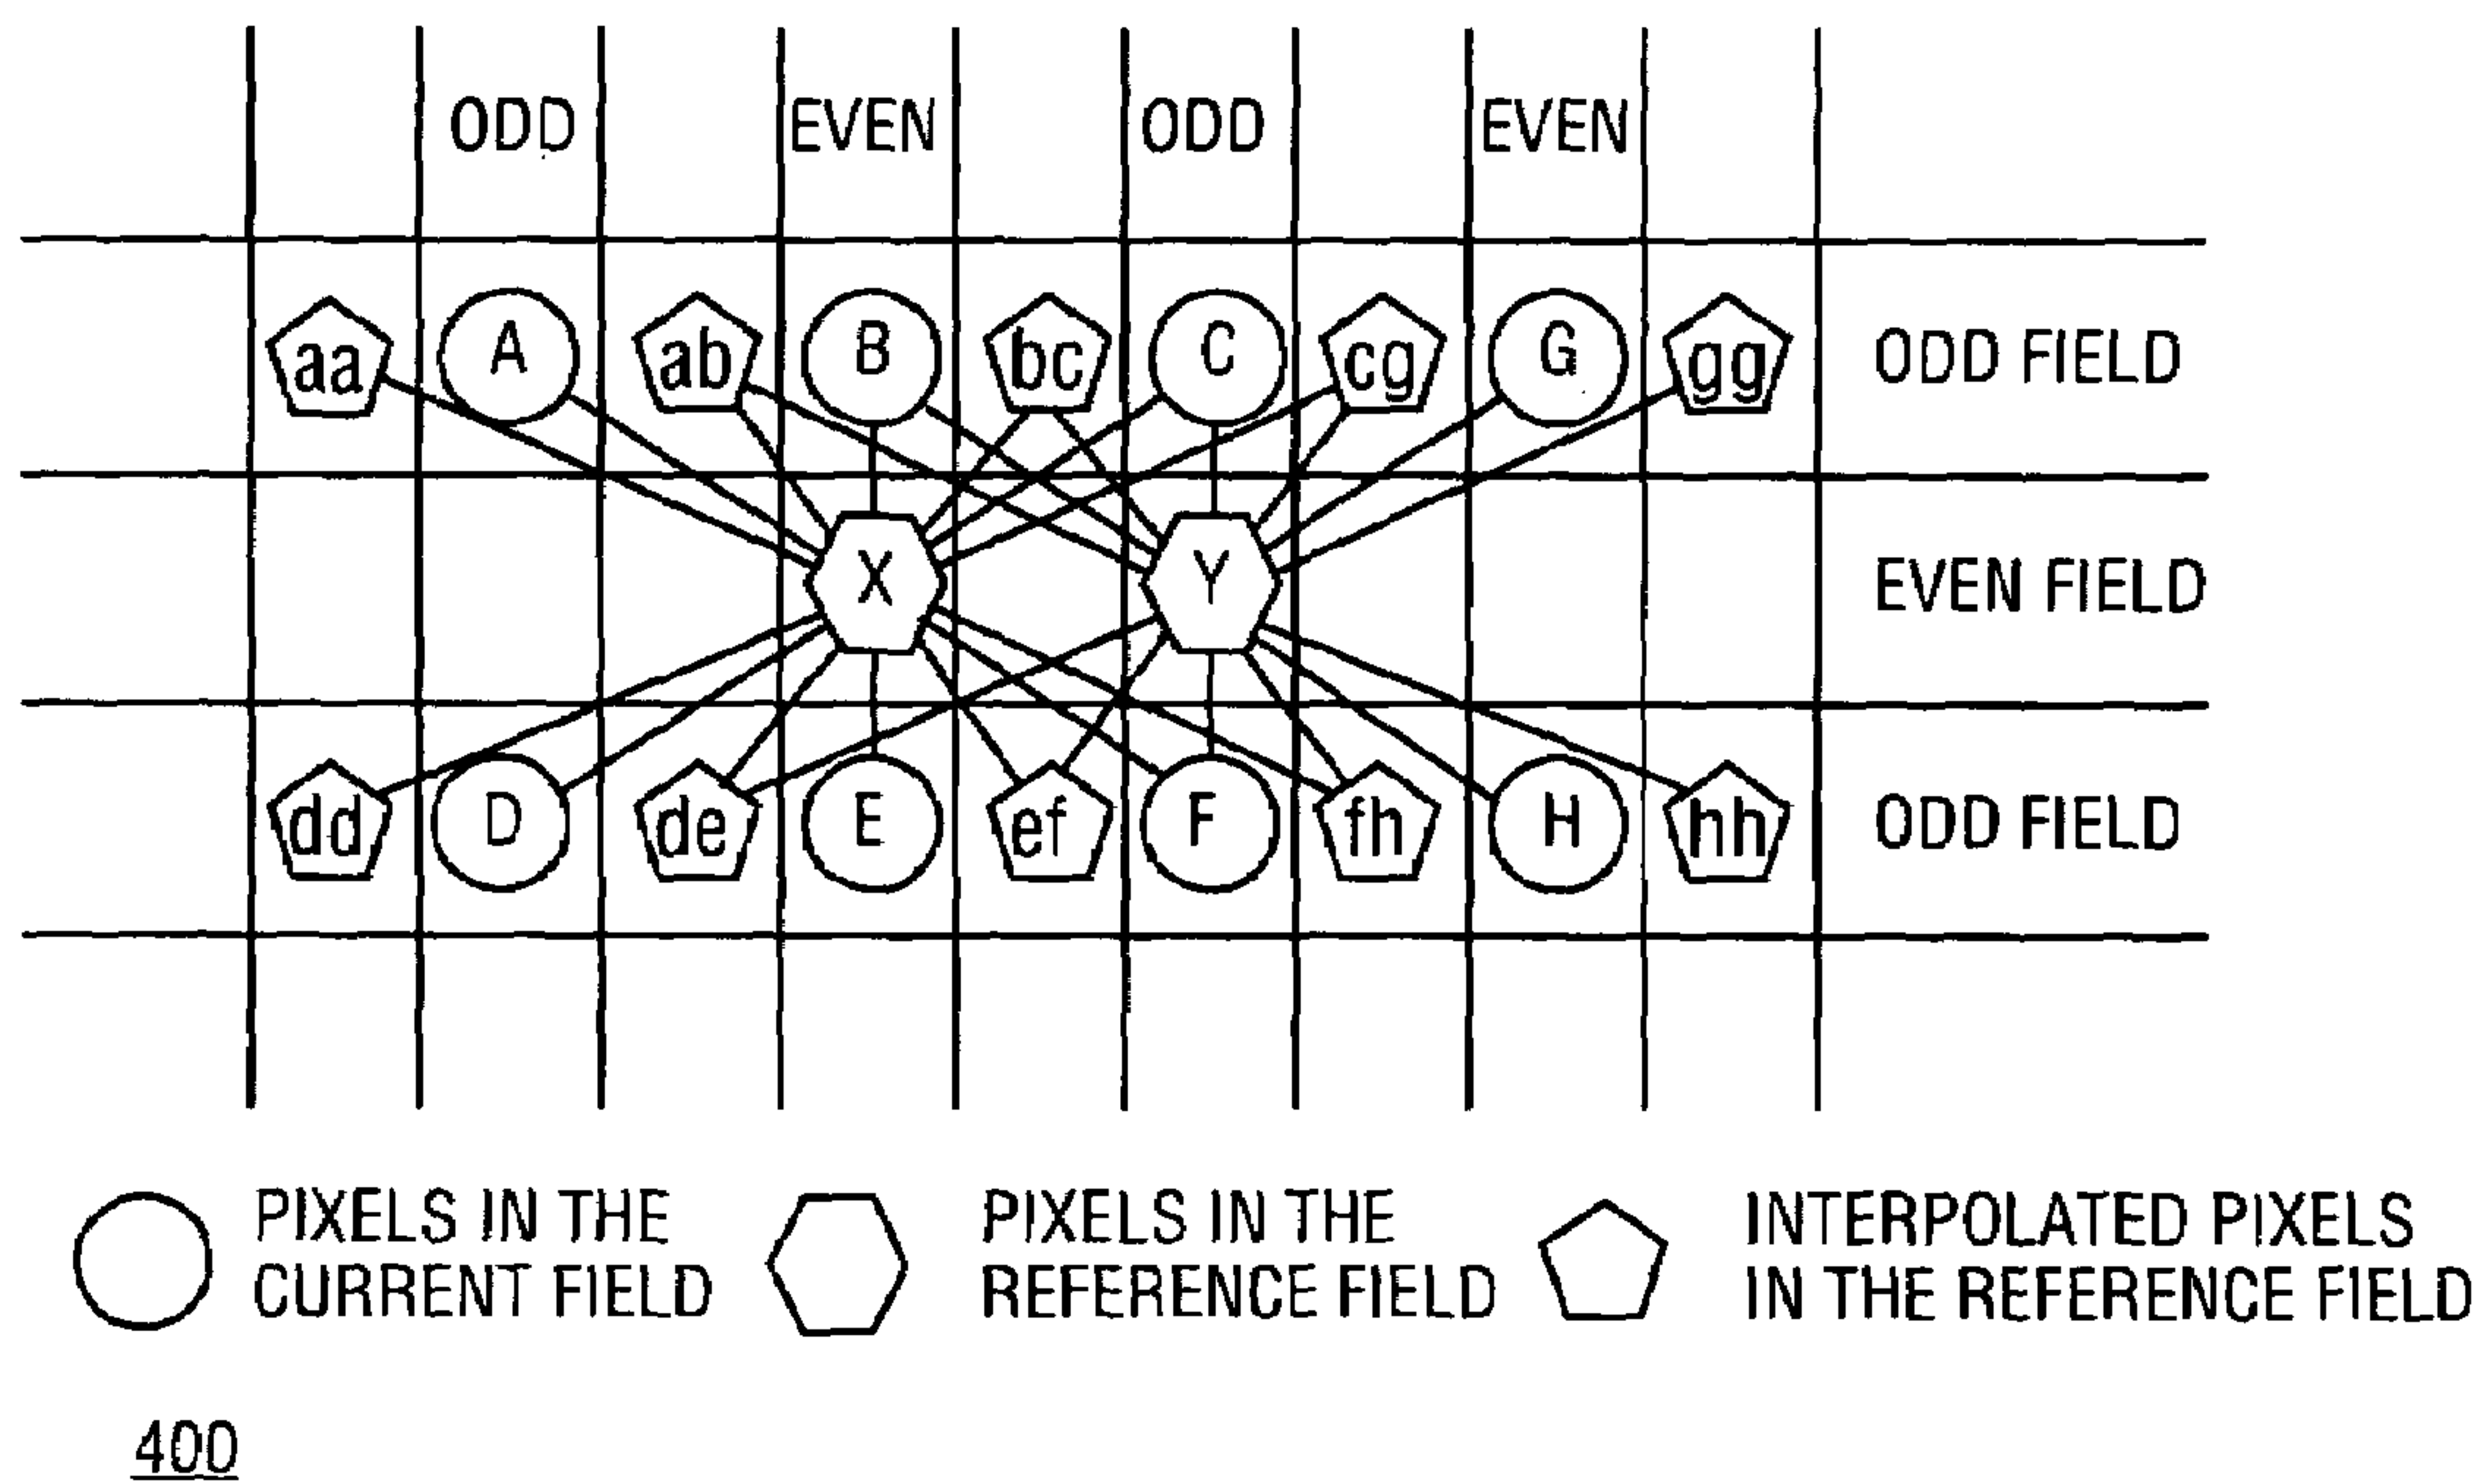 ODD EVEN ODD EVEN
aa A ab B bc C cg G gg ODD FIELD
X Y EVEN FIELD
dd D de E ef F fh H hh ODD FIELD
PIXELS IN THE
CURRENT FIELD
PIXELS IN THE
REFERENCE FIELD
INTERPOLATED PIXELS
IN THE REFERENCE FIELD
400